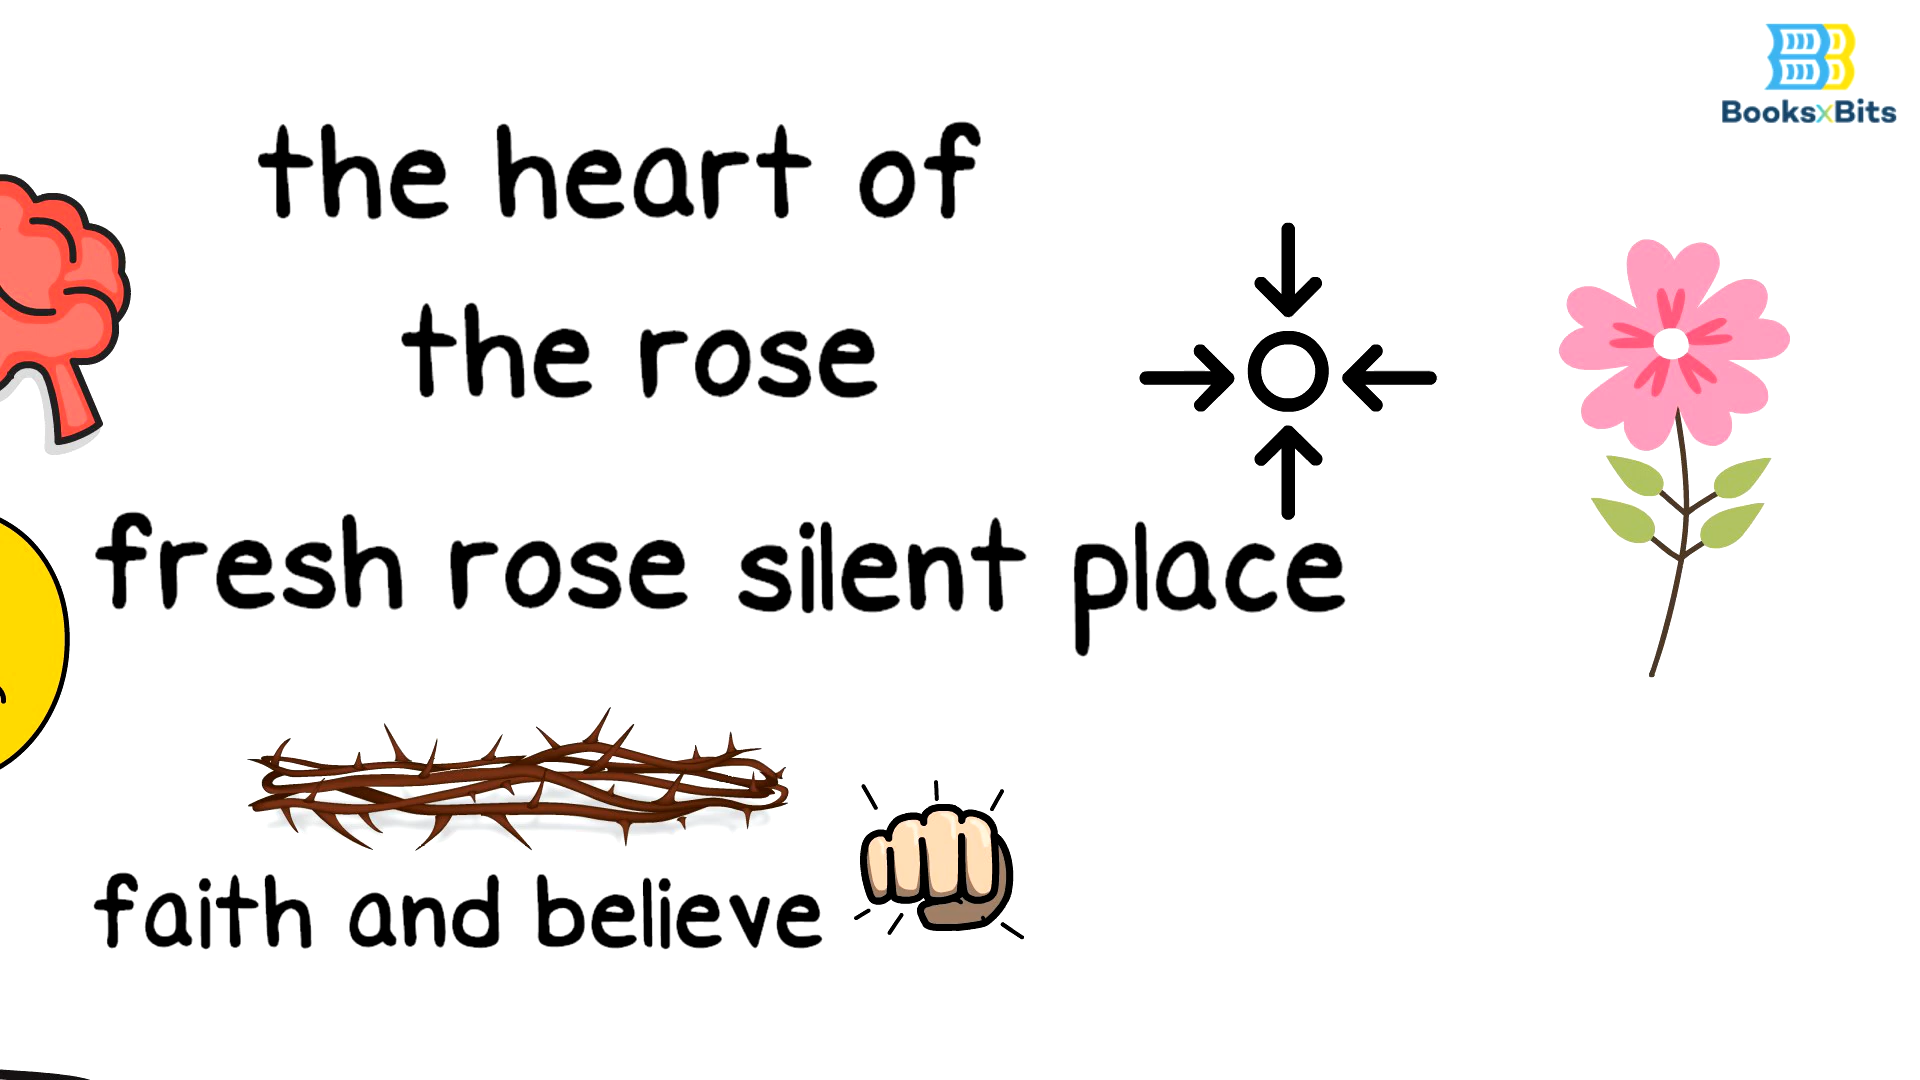 BooksxBits
the heart of
the rose
fresh rose silent place
faith and believe